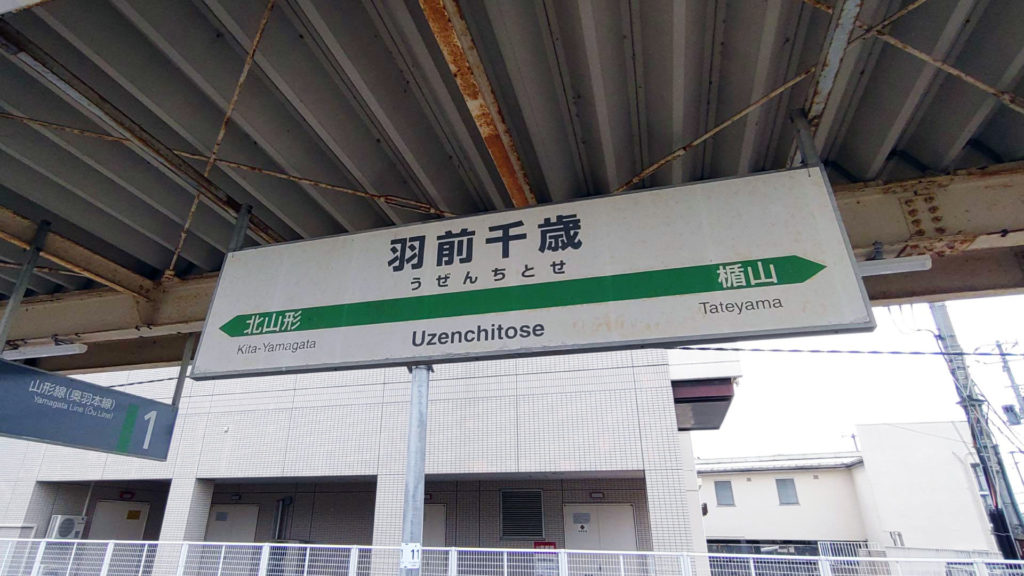 羽前千歳
うぜんちとせ
北山形
楯山
Kita-Yamagata
Uzenchitose
Tateyama
山形線(奥羽本線)
Yamagata Line (Ōu Line)
1
11